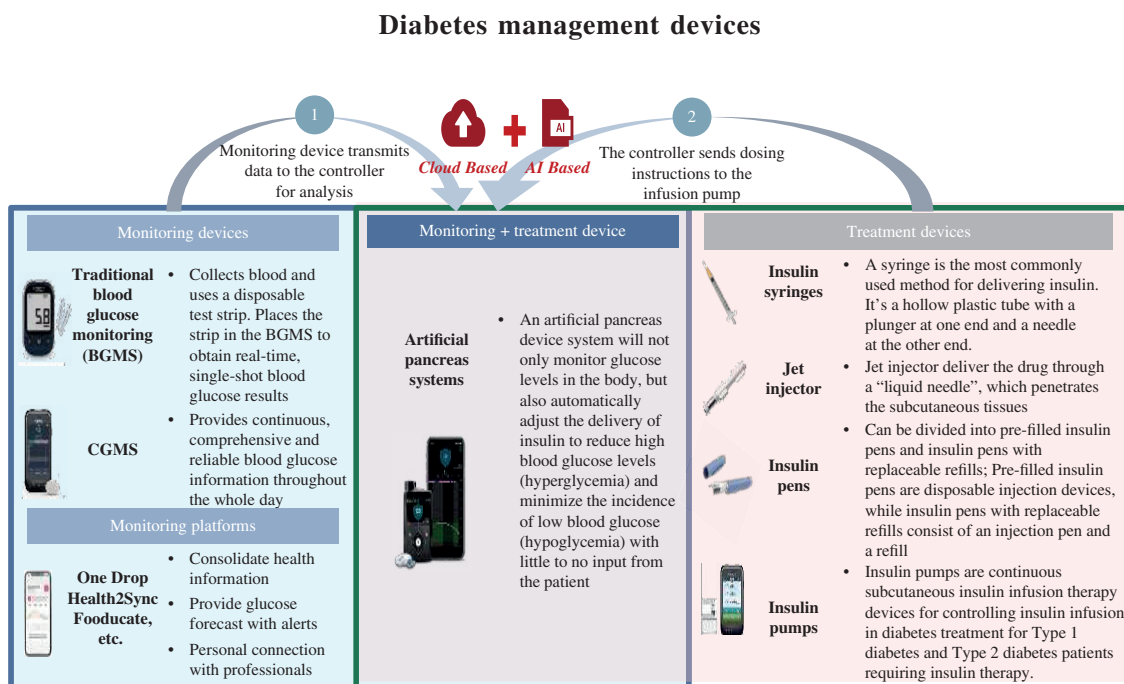 Diabetes management devices
1
Monitoring device transmits
data to the controller
for analysis
Cloud Based
AI
AI Based
2
The controller sends dosing
instructions to the
infusion pump
Monitoring devices
Traditional
blood
glucose
monitoring
(BGMS)
• Collects blood and
uses a disposable
test strip. Places the
strip in the BGMS to
obtain real-time,
single-shot blood
glucose results
5.8
CGMS
• Provides continuous,
comprehensive and
reliable blood glucose
information throughout
the whole day
Monitoring platforms
One Drop
Health2Sync
Fooducate,
etc.
• Consolidate health
information
• Provide glucose
forecast with alerts
• Personal connection
with professionals
Monitoring + treatment device
Artificial
pancreas
systems
• An artificial pancreas
device system will not
only monitor glucose
levels in the body, but
also automatically
adjust the delivery of
insulin to reduce high
blood glucose levels
(hyperglycemia) and
minimize the incidence
of low blood glucose
(hypoglycemia) with
little to no input from
the patient
Treatment devices
Insulin
syringes
• A syringe is the most commonly
used method for delivering insulin.
It’s a hollow plastic tube with a
plunger at one end and a needle
at the other end.
Jet
injector
• Jet injector deliver the drug through
a “liquid needle”, which penetrates
the subcutaneous tissues
Insulin
pens
• Can be divided into pre-filled insulin
pens and insulin pens with
replaceable refills; Pre-filled insulin
pens are disposable injection devices,
while insulin pens with replaceable
refills consist of an injection pen and
a refill
Insulin
pumps
• Insulin pumps are continuous
subcutaneous insulin infusion therapy
devices for controlling insulin infusion
in diabetes treatment for Type 1
diabetes and Type 2 diabetes patients
requiring insulin therapy.